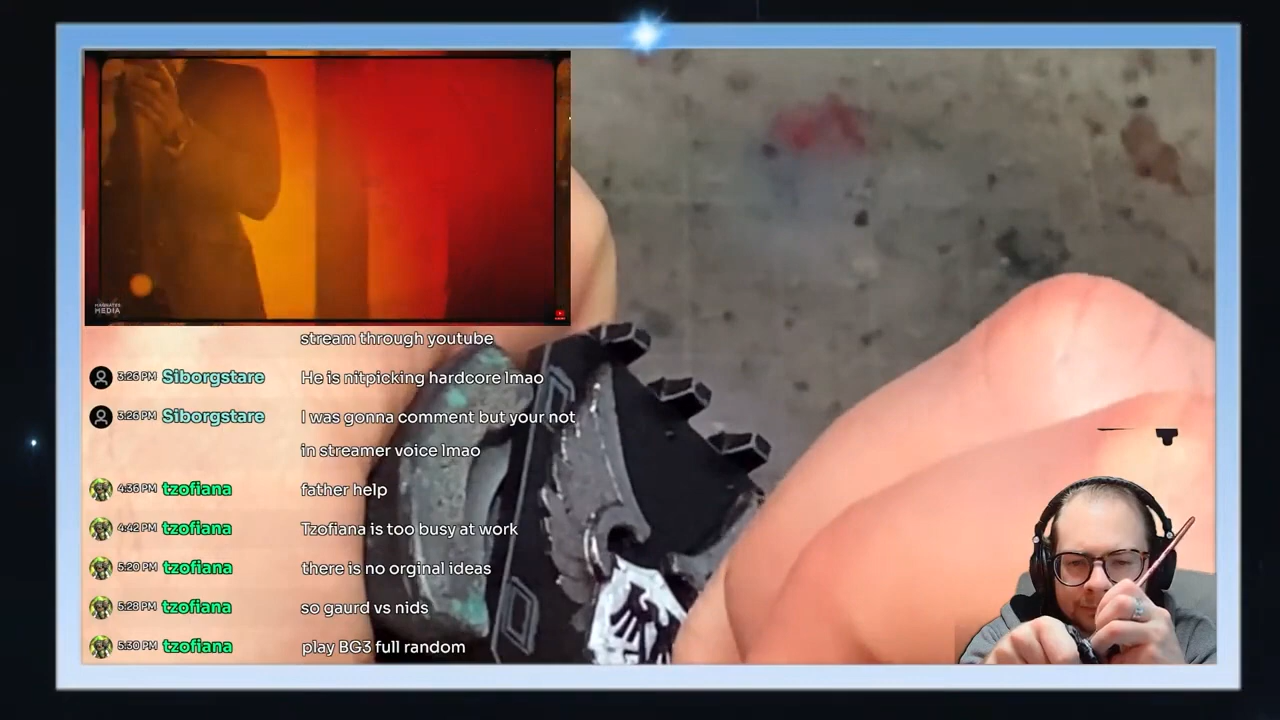 MAGNATES
MEDIA
stream through youtube
3:26 PM Siborgstare He is nitpicking hardcore lmao
3:26 PM Siborgstare I was gonna comment but your not
in streamer voice lmao
4:36 PM tzofiana father help
4:42 PM tzofiana Tzofiana is too busy at work
5:20 PM tzofiana there is no orginal ideas
5:28 PM tzofiana so gaurd vs nids
5:30 PM tzofiana play BG3 full random